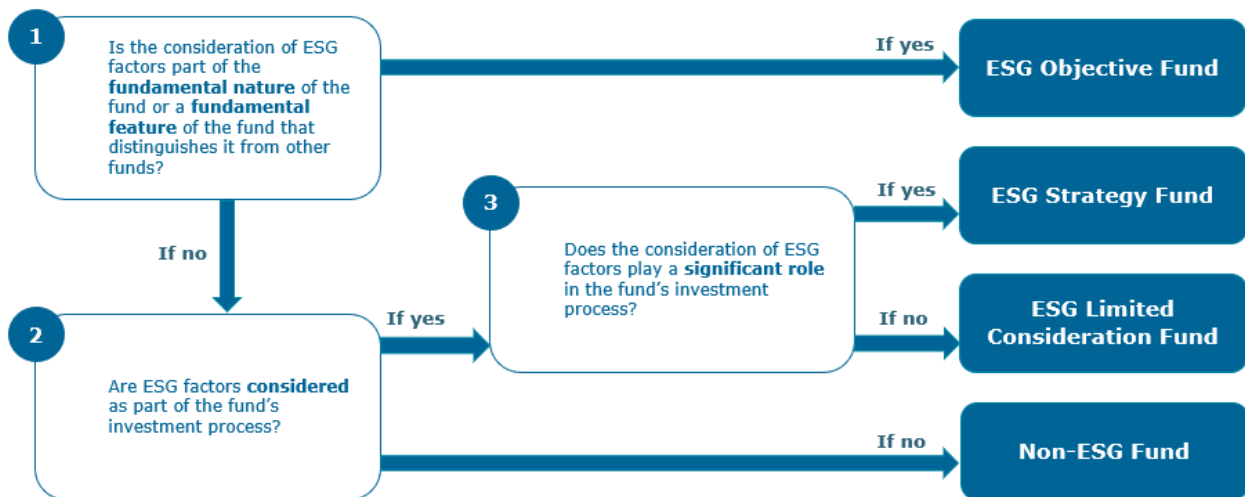 1
Is the consideration of ESG
factors part of the
fundamental nature of the
fund or a fundamental
feature of the fund that
distinguishes it from other
funds?
If yes
ESG Objective Fund
If no
2
Are ESG factors considered
as part of the fund’s
investment process?
If yes
3
Does the consideration of ESG
factors play a significant role
in the fund’s investment
process?
If yes
ESG Strategy Fund
If no
ESG Limited
Consideration Fund
If no
Non-ESG Fund